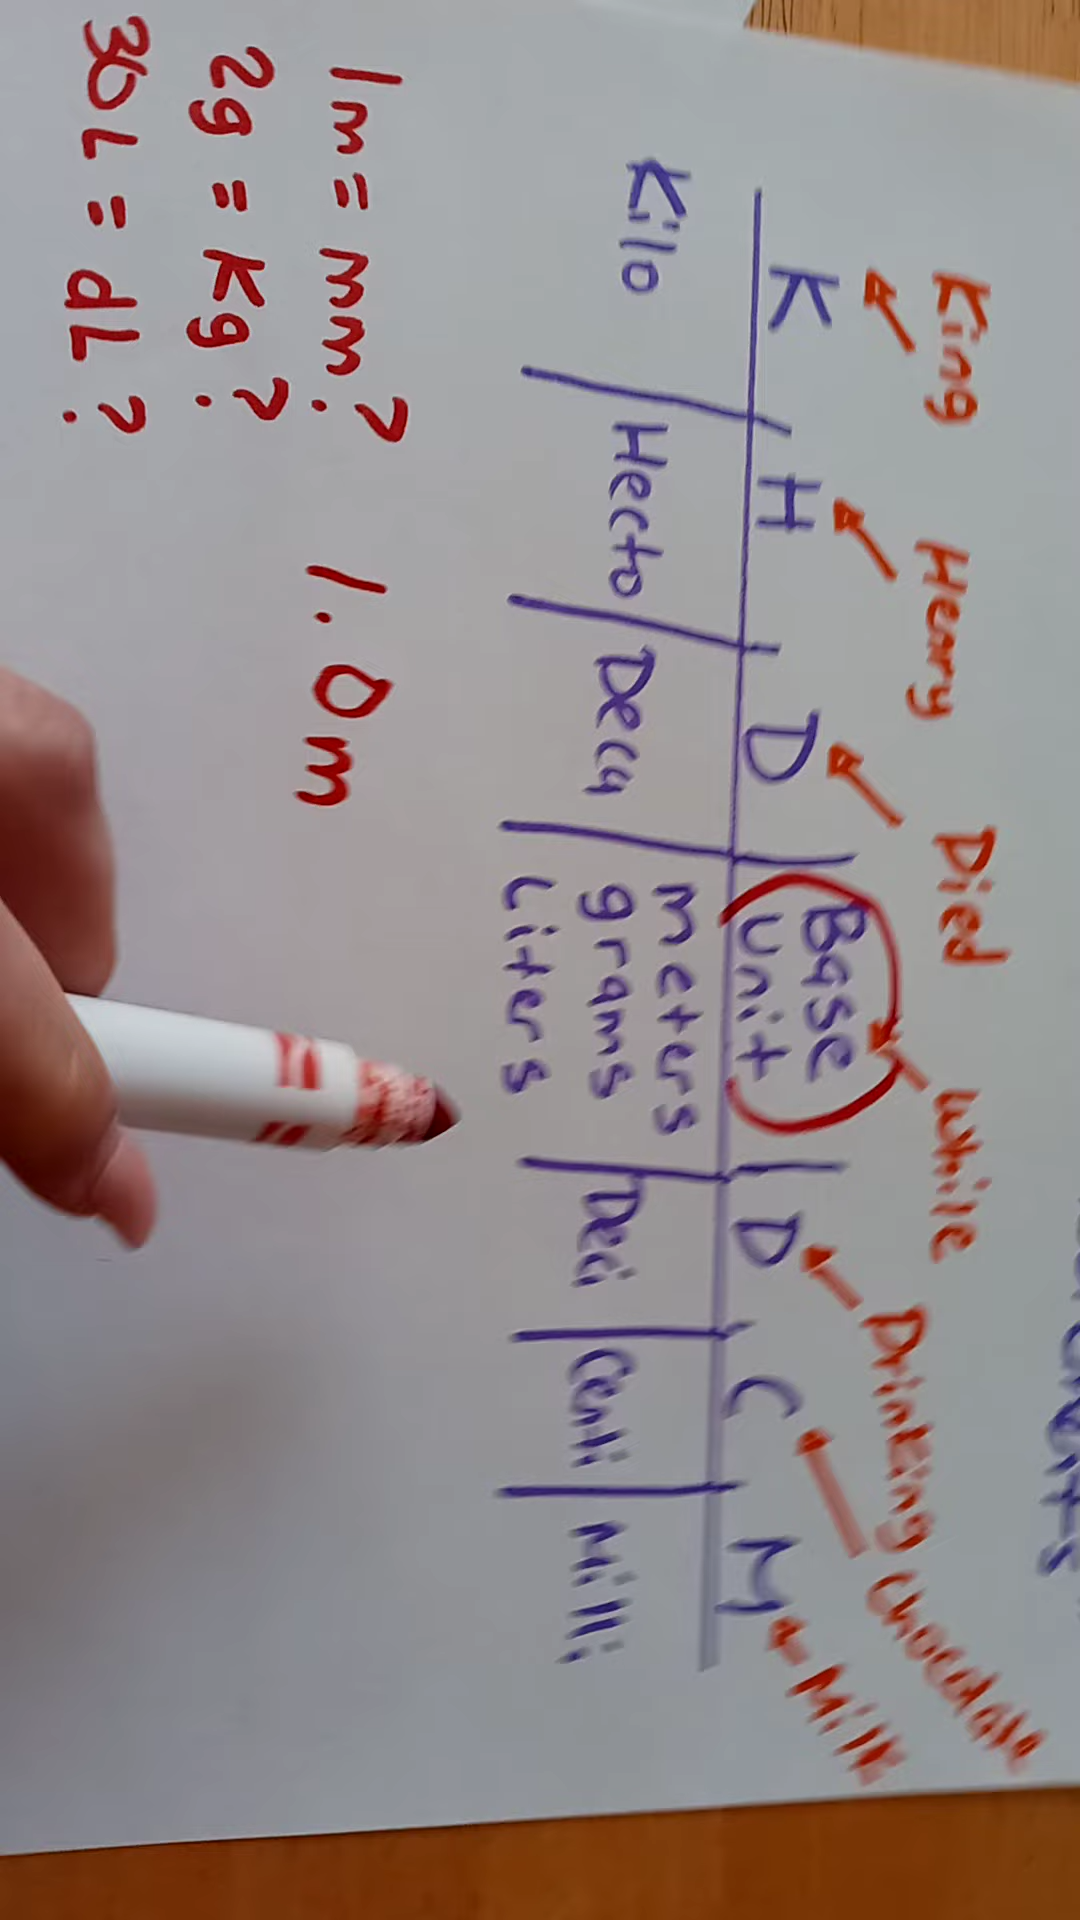 King Henry Died While Drinking Chocolate Milk
K H D Base Unit D C M
Kilo Hecto Deca meters Deci Centi Milli
grams
Liters
1m = mm? 1.0m
2g = kg?
36L = dL?